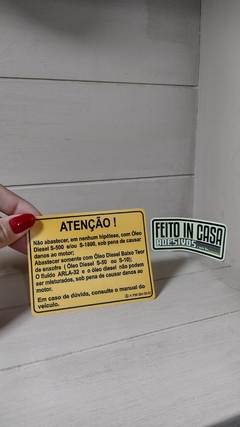 ATENÇÃO !
Não abastecer, em nenhum hipótese, com Óleo
Diesel S-500 e/ou S-1800, sob pena de causar
danos ao motor;
Abastecer somente com Óleo Diesel Baixo Teor
de enxofre ( Óleo Diesel S-50 ou S-10);
O fluido ARLA-32 e o óleo diesel não podem
ser misturados, sob pena de causar danos ao
motor.
Em caso de dúvida, consulte o manual do
veículo.
FEITO IN CASA
ADESIVOS